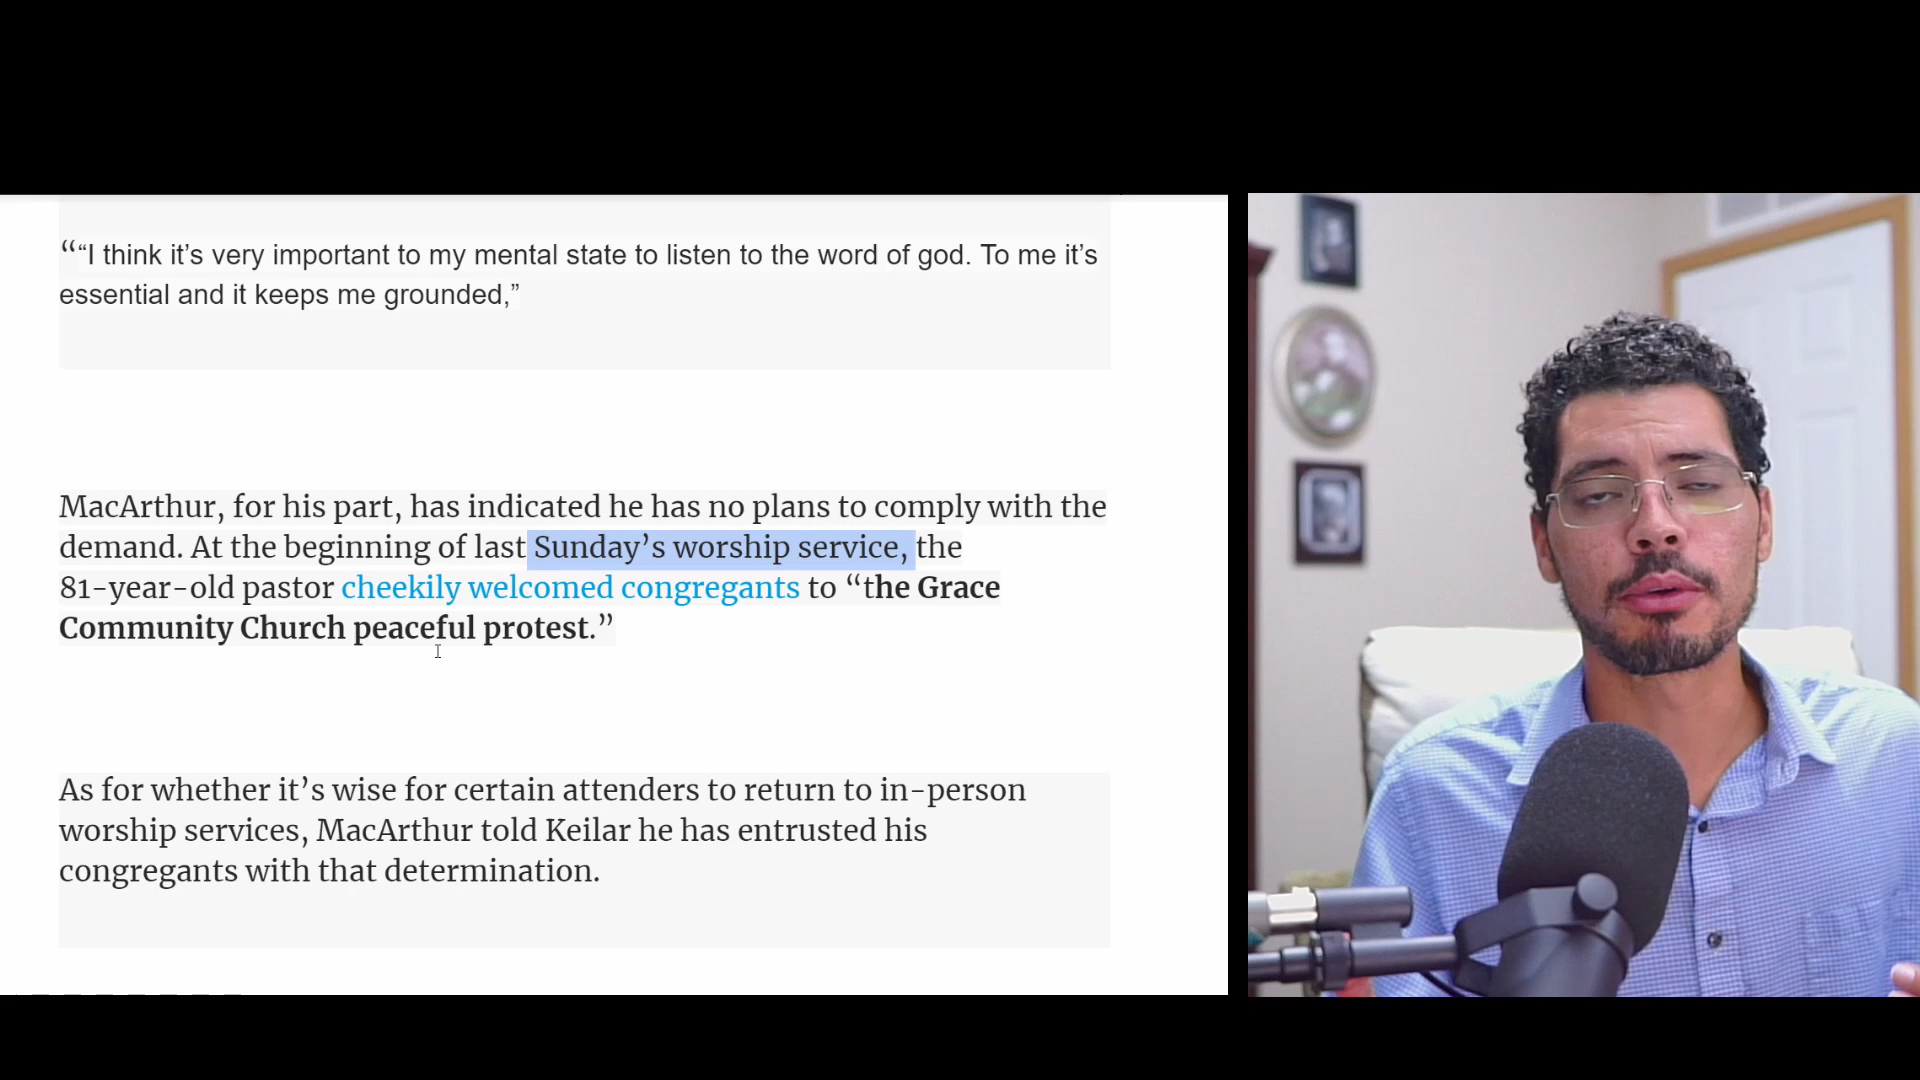 ““I think it’s very important to my mental state to listen to the word of god. To me it’s
essential and it keeps me grounded,”
MacArthur, for his part, has indicated he has no plans to comply with the
demand. At the beginning of last Sunday’s worship service, the
81-year-old pastor cheekily welcomed congregants to “the Grace
Community Church peaceful protest.”
As for whether it’s wise for certain attenders to return to in-person
worship services, MacArthur told Keilar he has entrusted his
congregants with that determination.